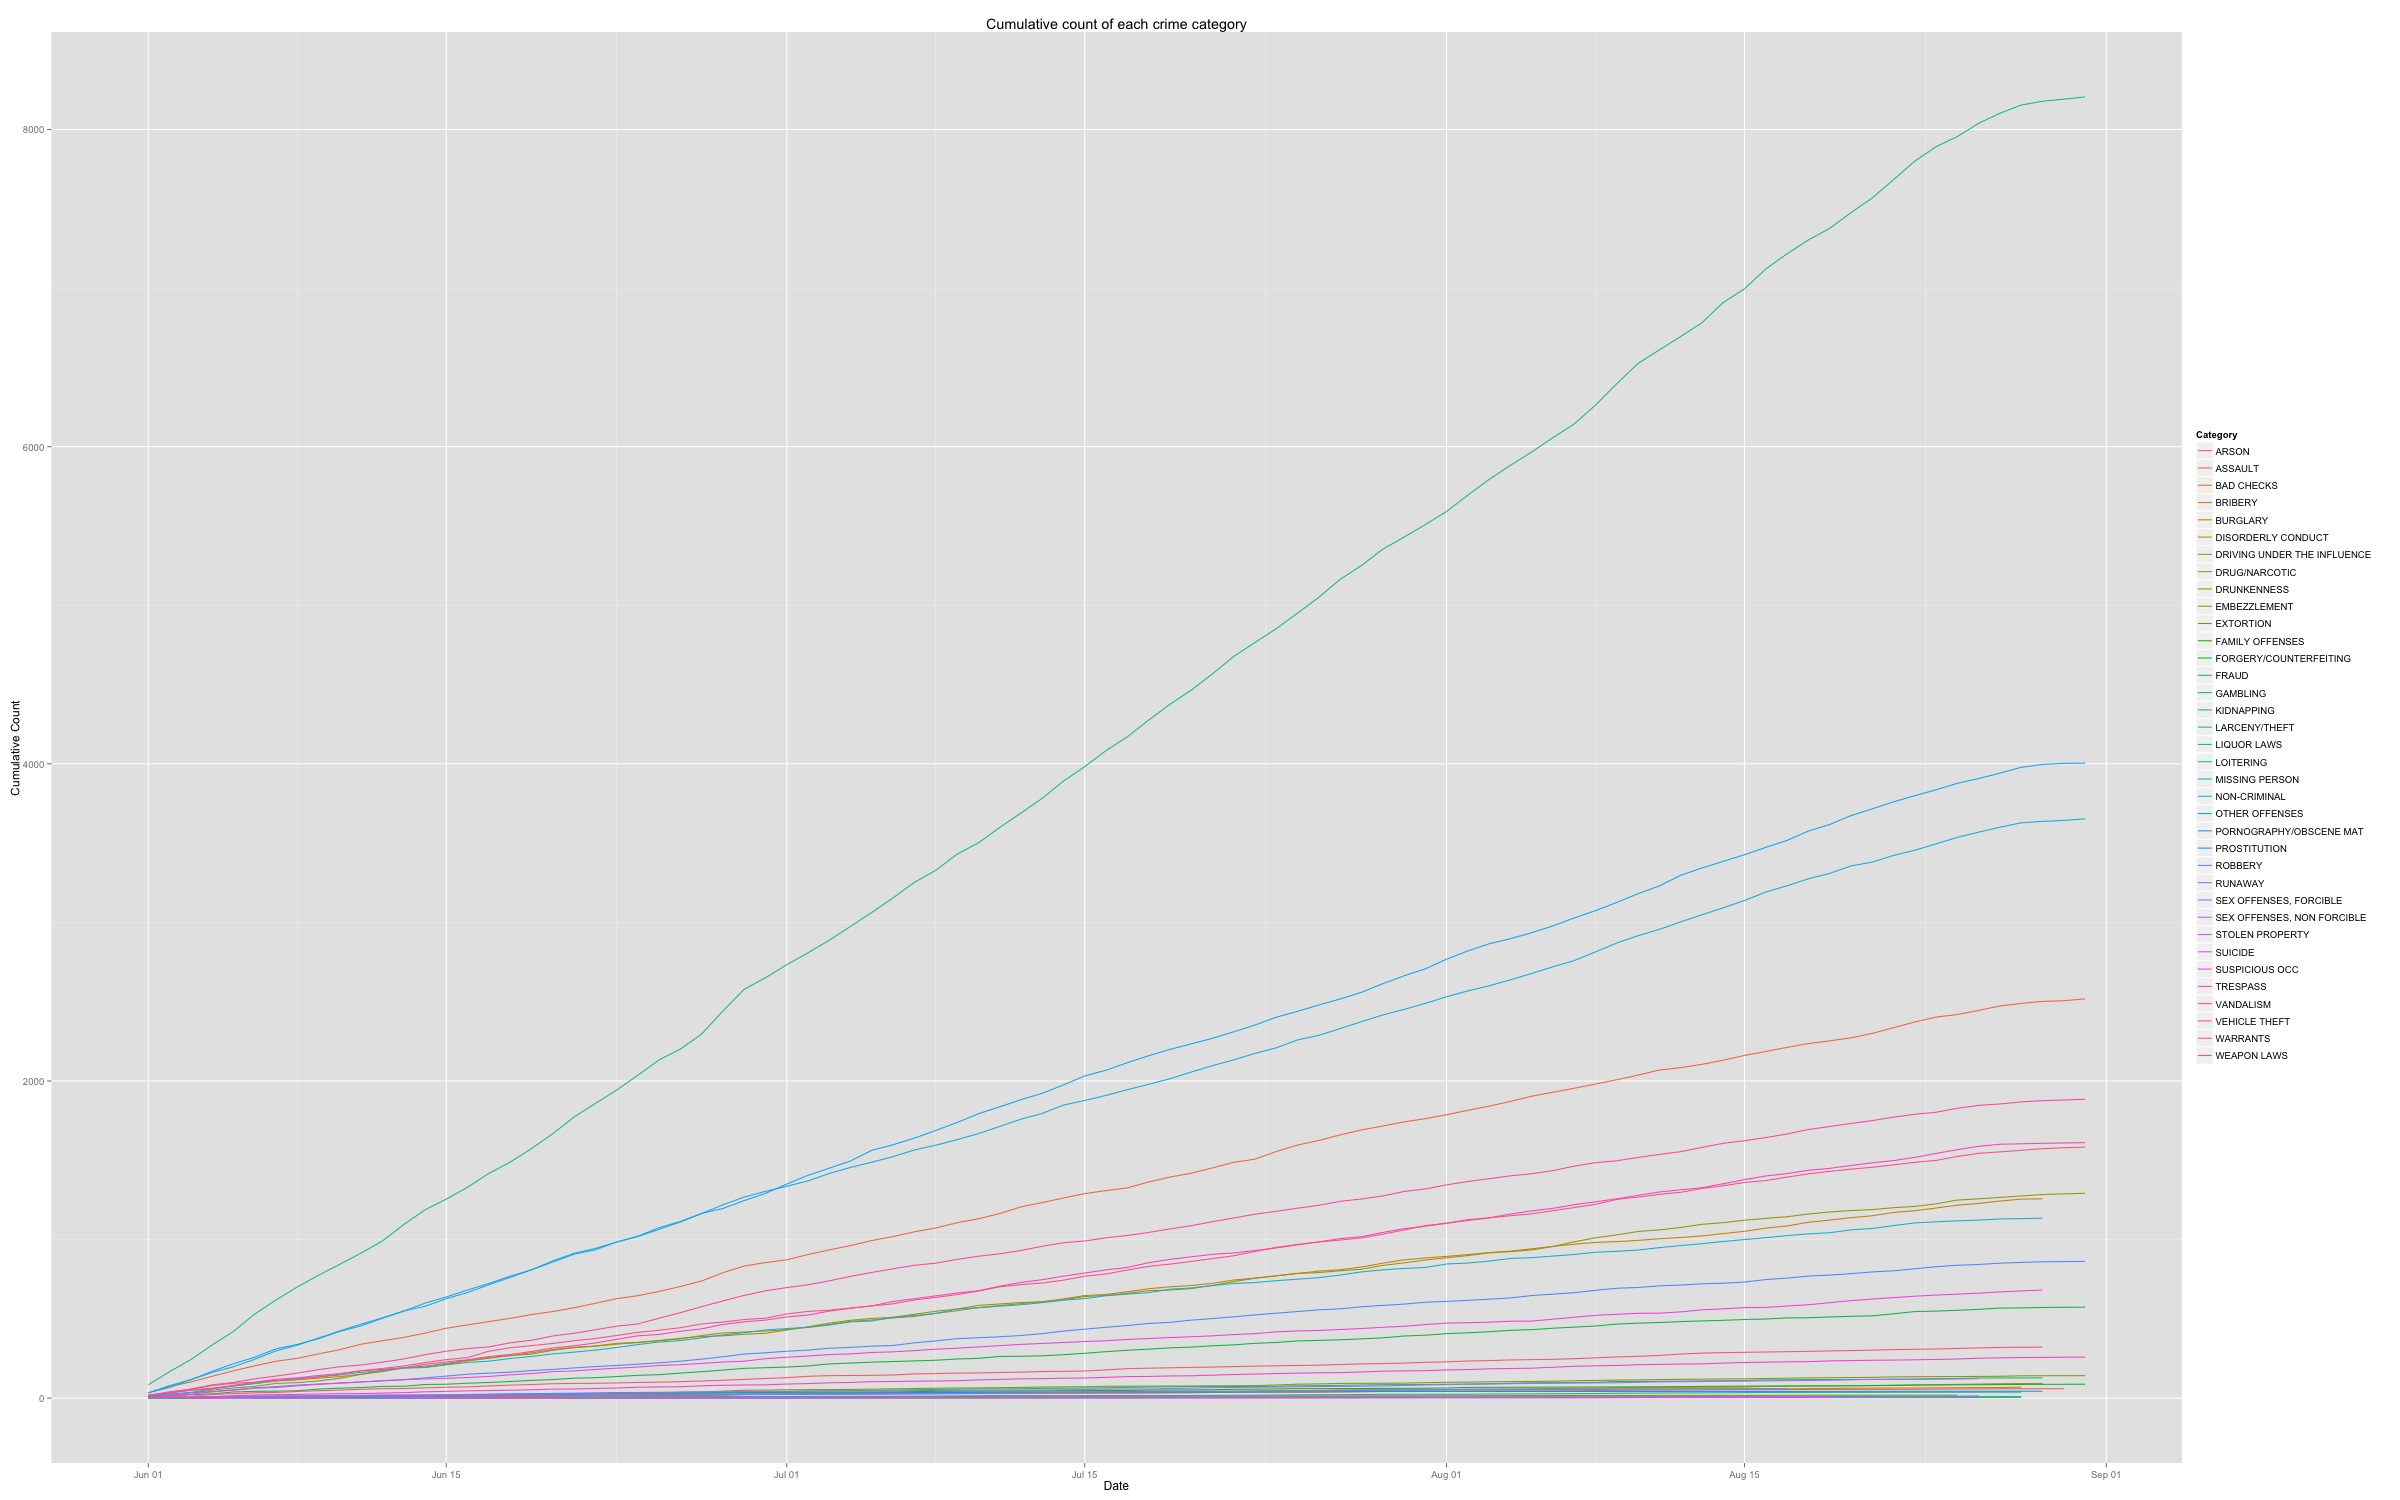 Cumulative count of each crime category
8000
6000
4000
2000
0
Cumulative Count
Jun 01
Jun 15
Jul 01
Jul 15
Aug 01
Aug 15
Sep 01
Date
Category
ARSON
ASSAULT
BAD CHECKS
BRIBERY
BURGLARY
DISORDERLY CONDUCT
DRIVING UNDER THE INFLUENCE
DRUG/NARCOTIC
DRUNKENNESS
EMBEZZLEMENT
EXTORTION
FAMILY OFFENSES
FORGERY/COUNTERFEITING
FRAUD
GAMBLING
KIDNAPPING
LARCENY/THEFT
LIQUOR LAWS
LOITERING
MISSING PERSON
NON-CRIMINAL
OTHER OFFENSES
PORNOGRAPHY/OBSCENE MAT
PROSTITUTION
ROBBERY
RUNAWAY
SEX OFFENSES, FORCIBLE
SEX OFFENSES, NON FORCIBLE
STOLEN PROPERTY
SUICIDE
SUSPICIOUS OCC
TRESPASS
VANDALISM
VEHICLE THEFT
WARRANTS
WEAPON LAWS